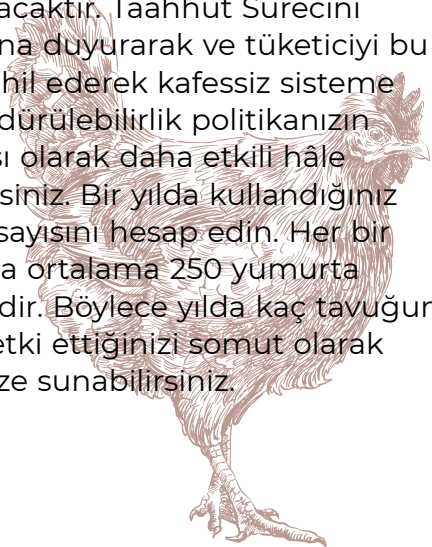 acaktır. Taahhüt Sürecini
na duyurarak ve tüketiciyi bu
hil ederek kafessiz sisteme
dürülebilirlik politikanızın
sı olarak daha etkili hâle
siniz. Bir yılda kullandığınız
sayısını hesap edin. Her bir
a ortalama 250 yumurta
dir. Böylece yılda kaç tavuğun
etki ettiğinizi somut olarak
ze sunabilirsiniz.